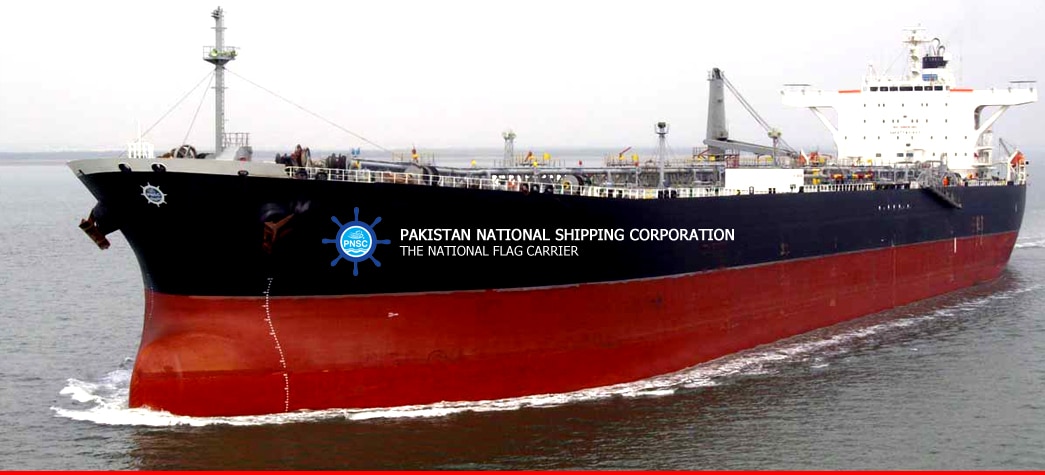 PNSC
PAKISTAN NATIONAL SHIPPING CORPORATION
THE NATIONAL FLAG CARRIER